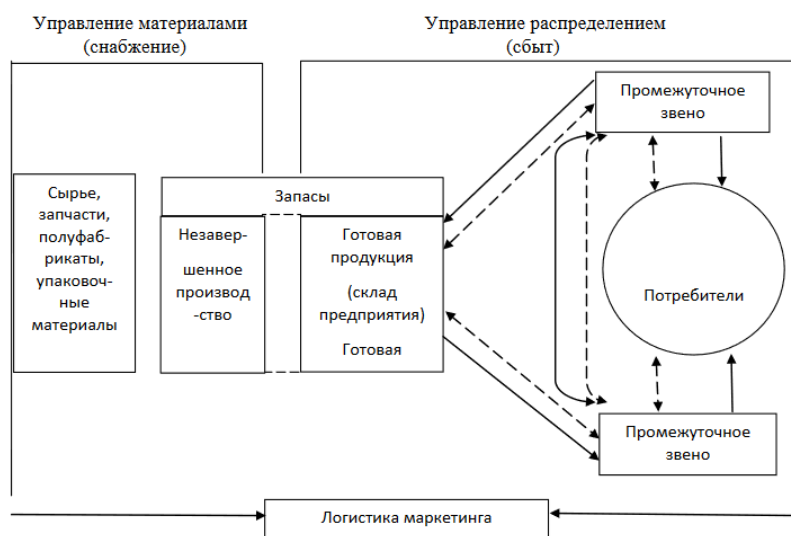 Управление материалами
(снабжение)
Управление распределением
(сбыт)
Промежуточное
звено
Сырье,
запчасти,
полуфаб-
рикаты,
упаковоч-
ные
материалы
Запасы
Незавер-
шенное
производ
-ство
Готовая
продукция
(склад
предприятия)
Готовая
Потребители
Промежуточное
звено
Логистика маркетинга